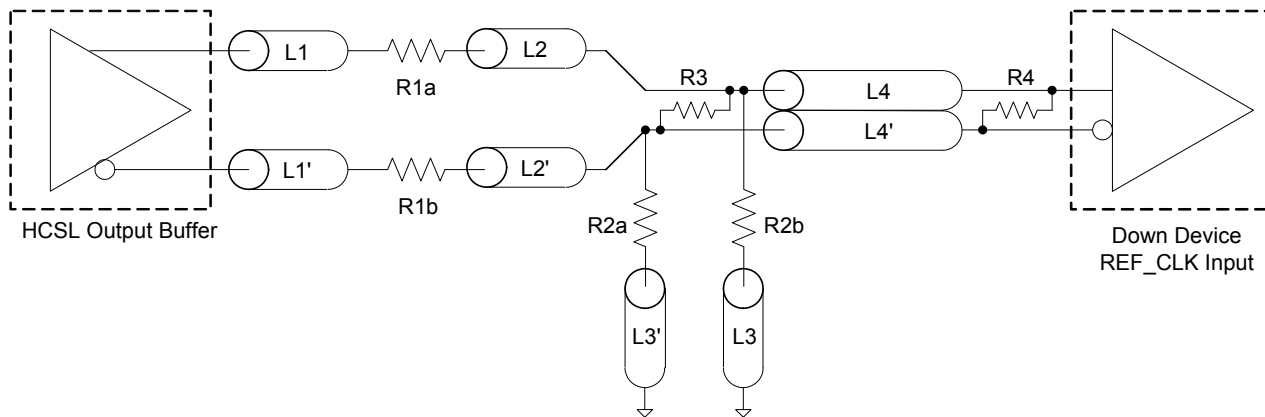 L1
R1a
L2
R3
L4
R4
L4'
L1'
R1b
L2'
R2a
R2b
HCSL Output Buffer
Down Device
REF_CLK Input
L3'
L3